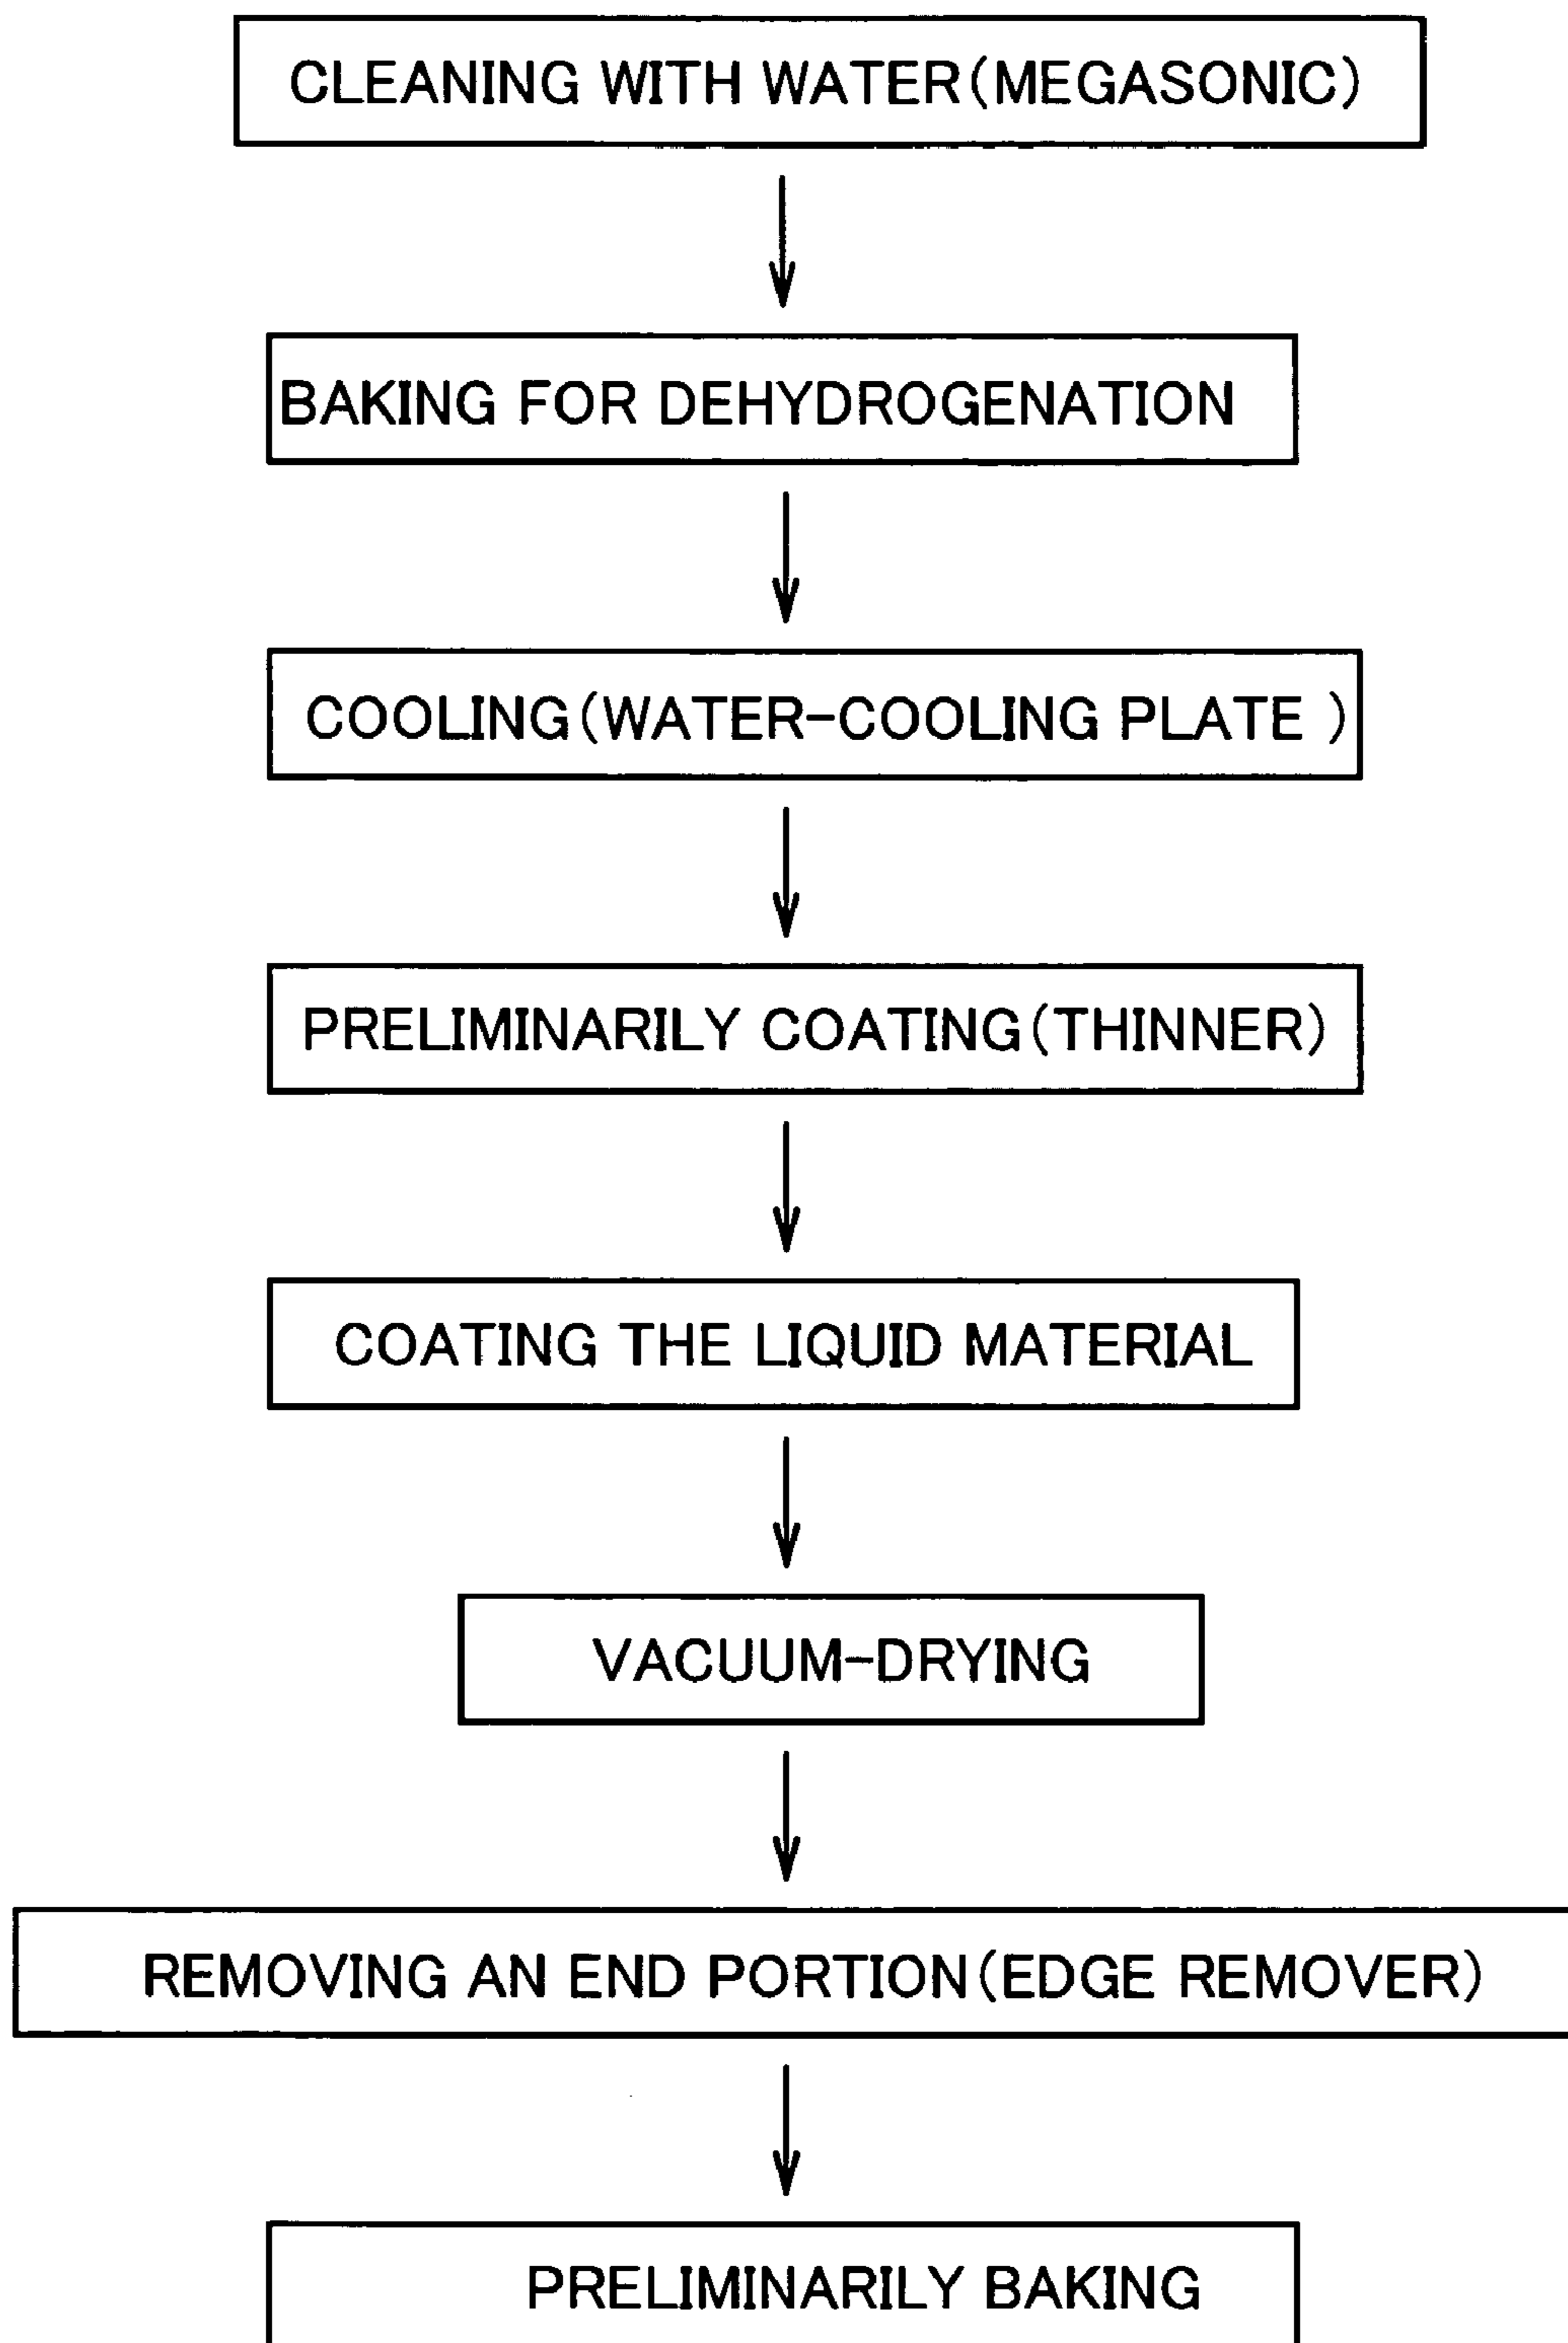 CLEANING WITH WATER(MEGASONIC)
BAKING FOR DEHYDROGENATION
COOLING(WATER-COOLING PLATE )
PRELIMINARILY COATING(THINNER)
COATING THE LIQUID MATERIAL
VACUUM-DRYING
REMOVING AN END PORTION(EDGE REMOVER)
PRELIMINARILY BAKING